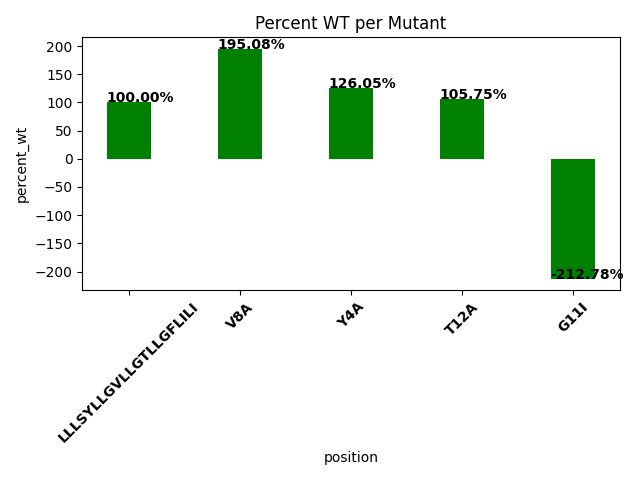 Percent WT per Mutant
percent_wt
200
150
100
50
0
−50
−100
−150
−200
100.00%
195.08%
126.05%
105.75%
-212.78%
LLLSYLLGVLLGTLLGFLILI
V8A
Y4A
T12A
G11I
position